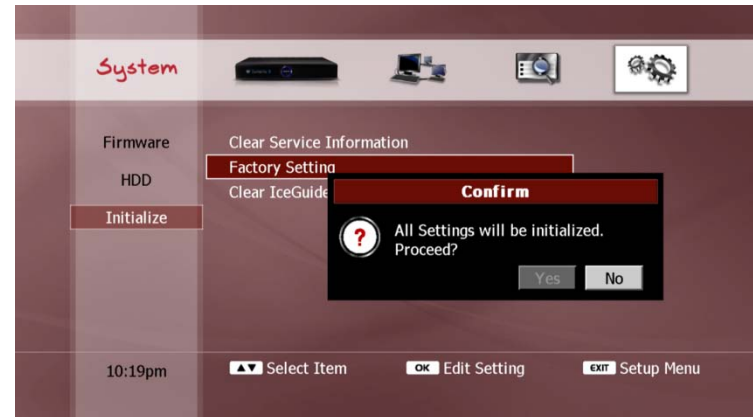 System
Firmware
HDD
Initialize
Clear Service Information
Factory Setting
Clear IceGuide
Confirm
? All Settings will be initialized.
Proceed?
Yes No
10:19pm
▲▼ Select Item OK Edit Setting EXIT Setup Menu